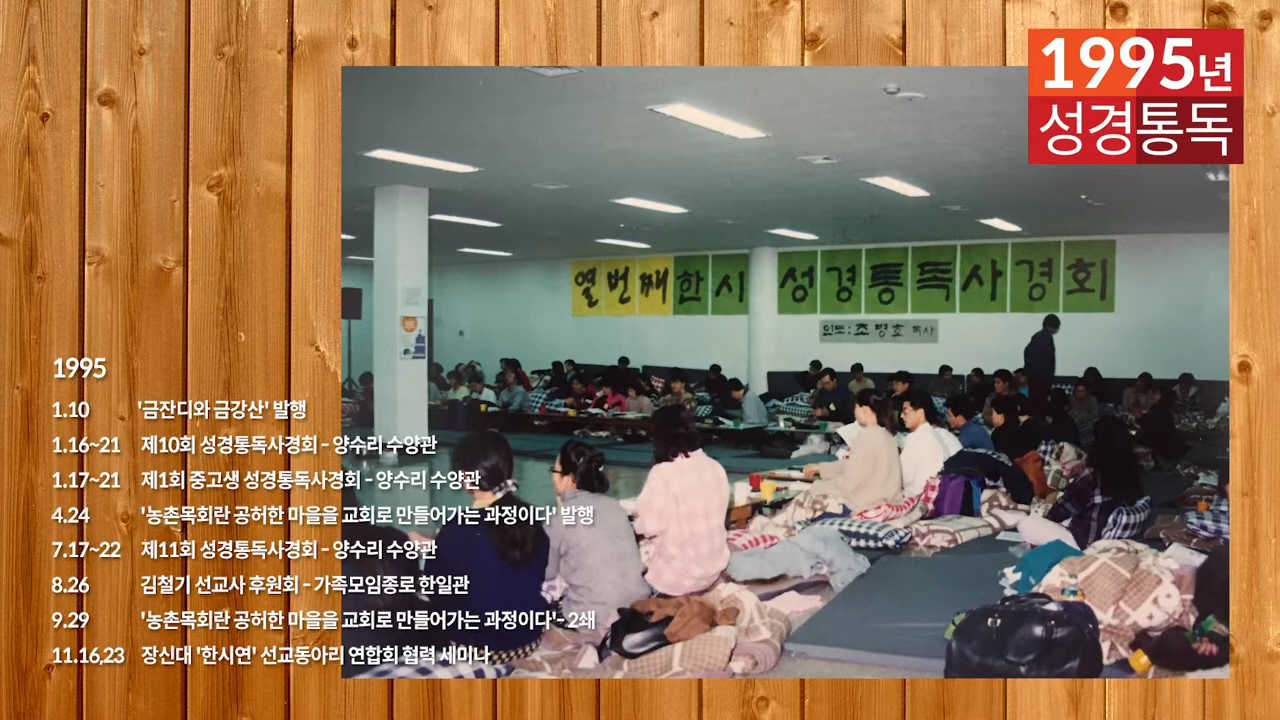 1995년
성경통독
열번째한시 성경통독사경회
인도:조병호 목사
1995
1.10 '금잔디와 금강산' 발행
1.16~21 제10회 성경통독사경회 - 양수리 수양관
1.17~21 제1회 중고생 성경통독사경회 - 양수리 수양관
4.24 '농촌목회란 공허한 마을을 교회로 만들어가는 과정이다' 발행
7.17~22 제11회 성경통독사경회 - 양수리 수양관
8.26 김철기 선교사 후원회 - 가족모임종로 한일관
9.29 '농촌목회란 공허한 마을을 교회로 만들어가는 과정이다'- 2쇄
11.16,23 장신대 '한시연' 선교동아리 연합회 협력 세미나